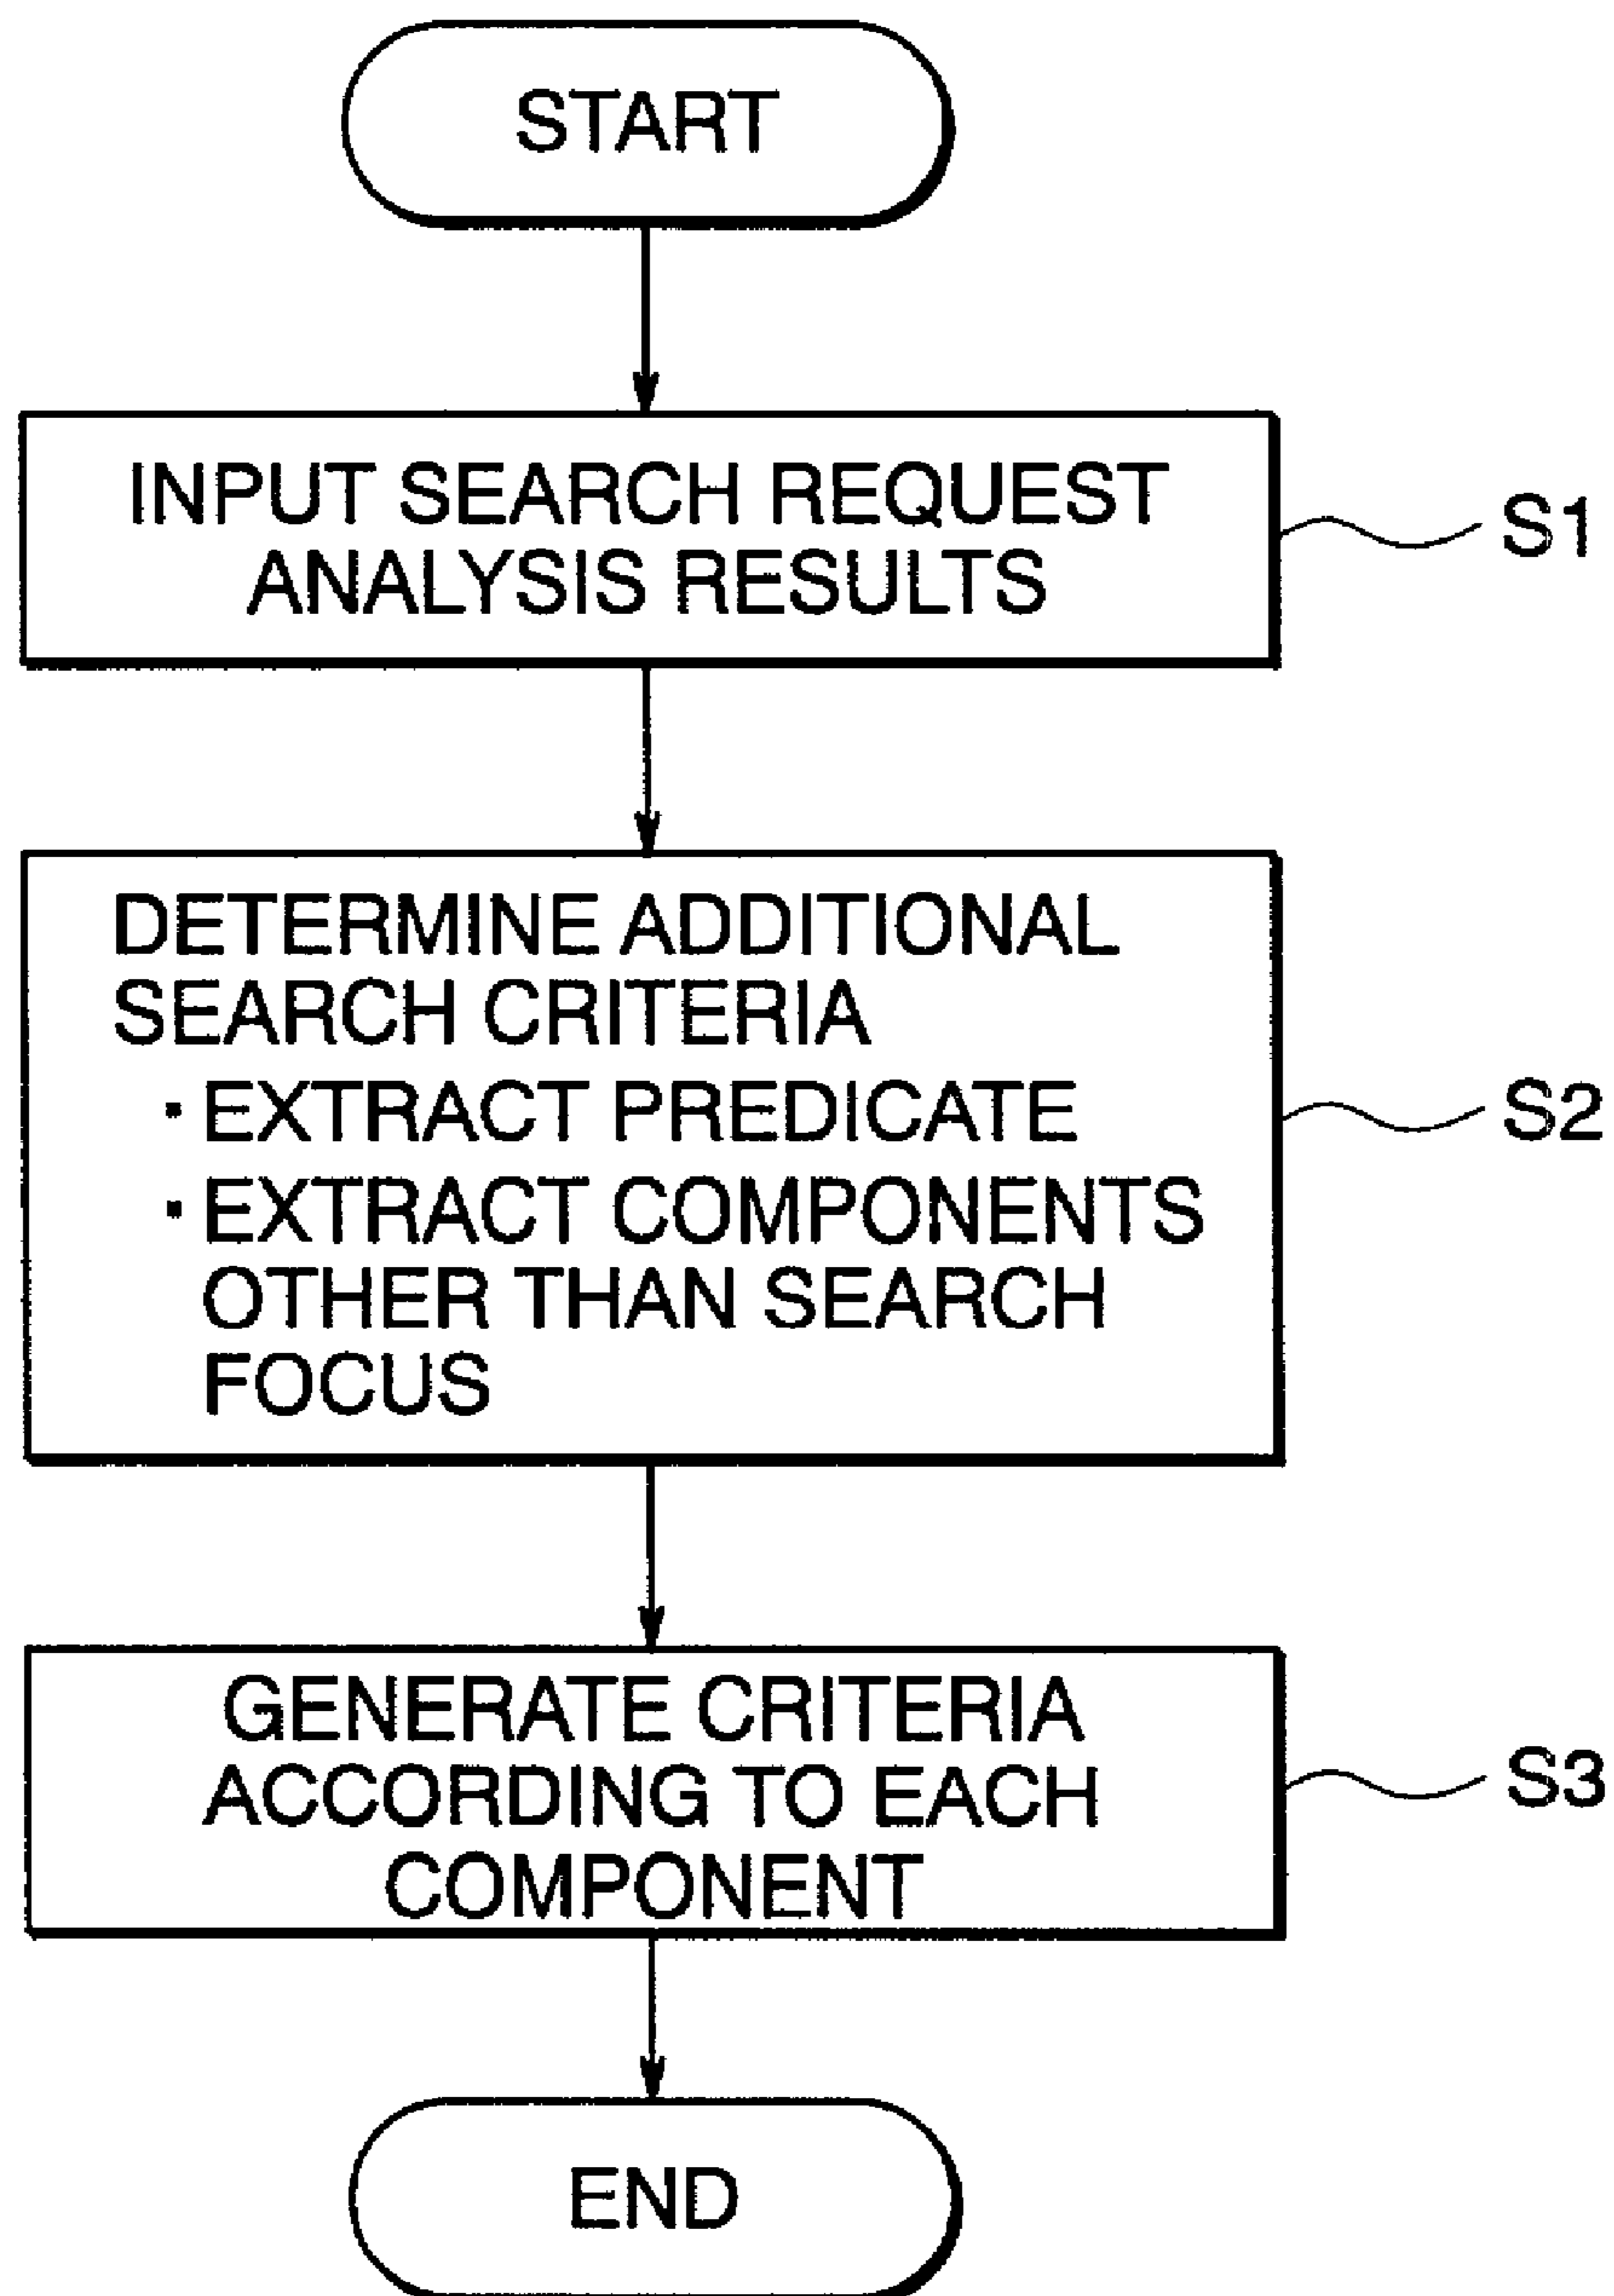 START
INPUT SEARCH REQUEST
ANALYSIS RESULTS
S1
DETERMINE ADDITIONAL
SEARCH CRITERIA
・EXTRACT PREDICATE
・EXTRACT COMPONENTS
OTHER THAN SEARCH
FOCUS
S2
GENERATE CRITERIA
ACCORDING TO EACH
COMPONENT
S3
END